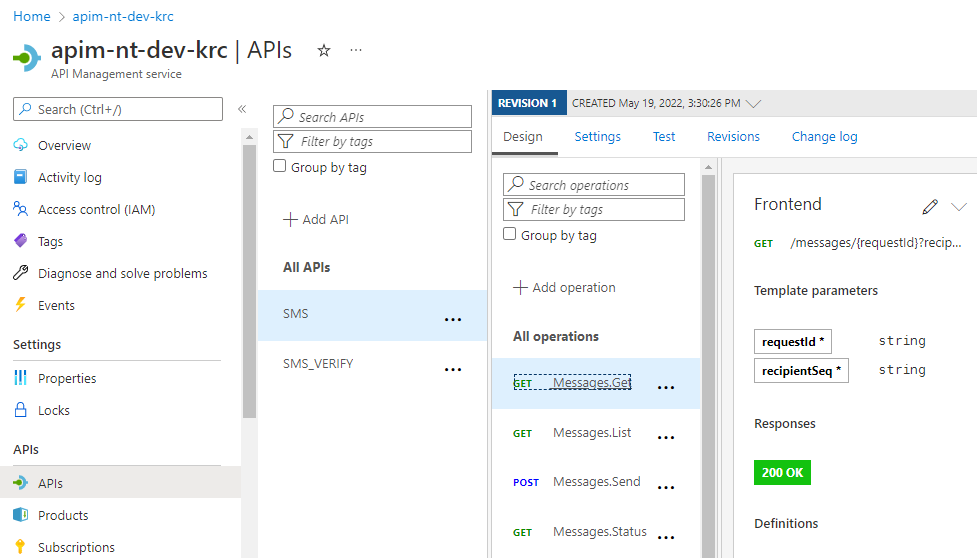 Home > apim-nt-dev-krc
apim-nt-dev-krc | APIs ☆ ···
API Management service
Search (Ctrl+/) «
Overview
Activity log
Access control (IAM)
Tags
Diagnose and solve problems
Events
Settings
Properties
Locks
APIs
APIs
Products
Subscriptions
Search APIs
Filter by tags
Group by tag
+ Add API
All APIs
SMS ...
SMS_VERIFY ...
REVISION 1 CREATED May 19, 2022, 3:30:26 PM
Design Settings Test Revisions Change log
Search operations
Filter by tags
Group by tag
+ Add operation
All operations
GET _Messages.Get ...
GET Messages.List ...
POST Messages.Send ...
GET Messages.Status ...
Frontend
GET /messages/{requestId}?recip...
Template parameters
requestId * string
recipientSeq * string
Responses
200 OK
Definitions